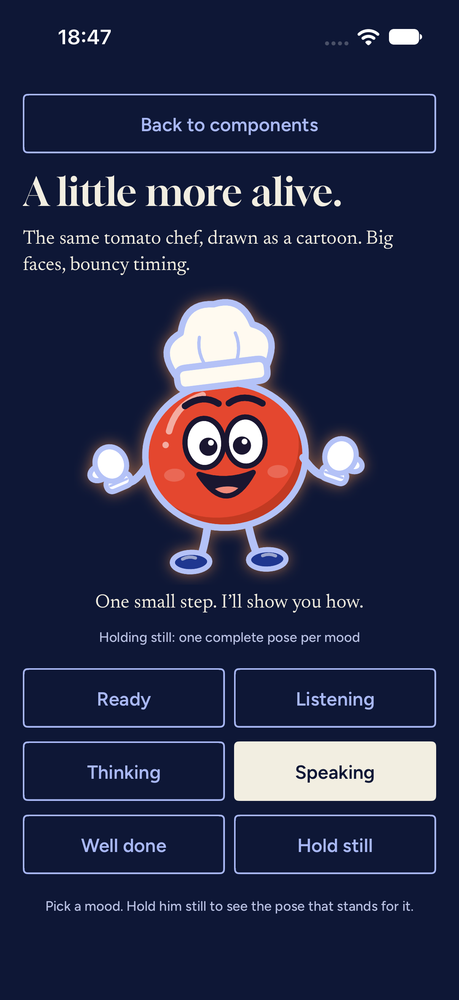 18:47
Back to components
A little more alive.
The same tomato chef, drawn as a cartoon. Big
faces, bouncy timing.
One small step. I’ll show you how.
Holding still: one complete pose per mood
Ready
Listening
Thinking
Speaking
Well done
Hold still
Pick a mood. Hold him still to see the pose that stands for it.